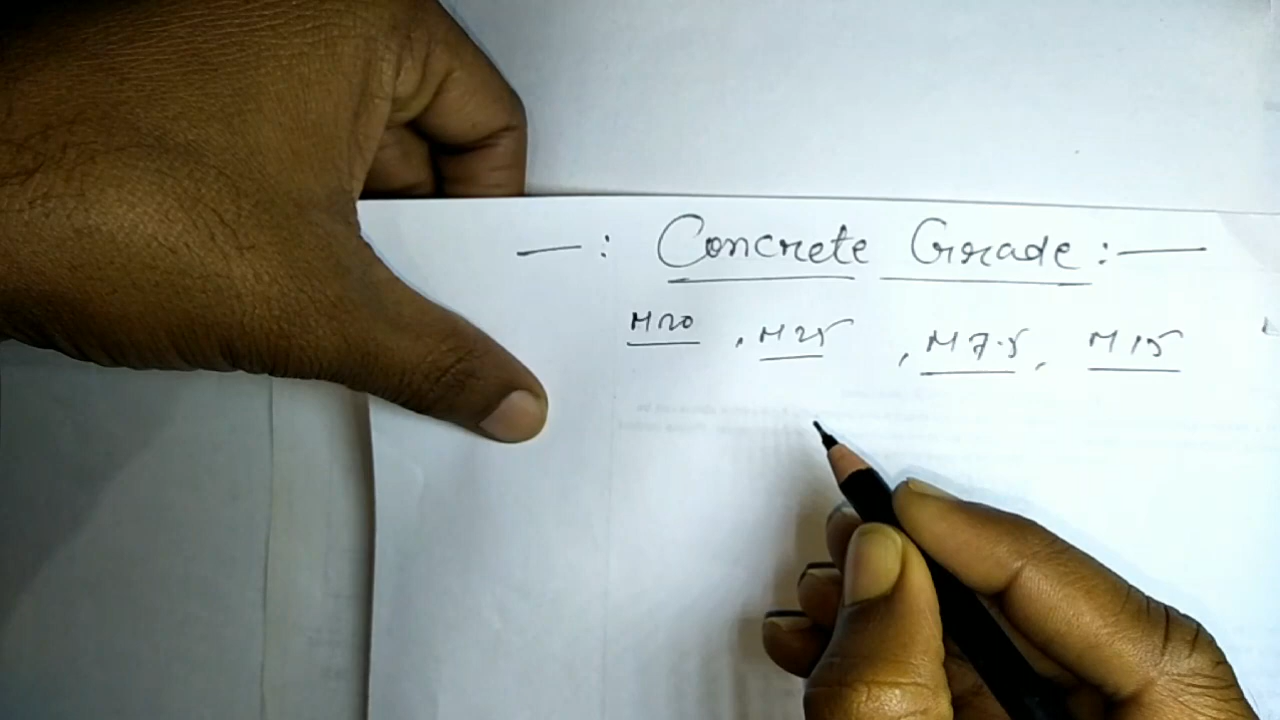 —: Concrete Grade :—
M20, M25, M7.5, M15